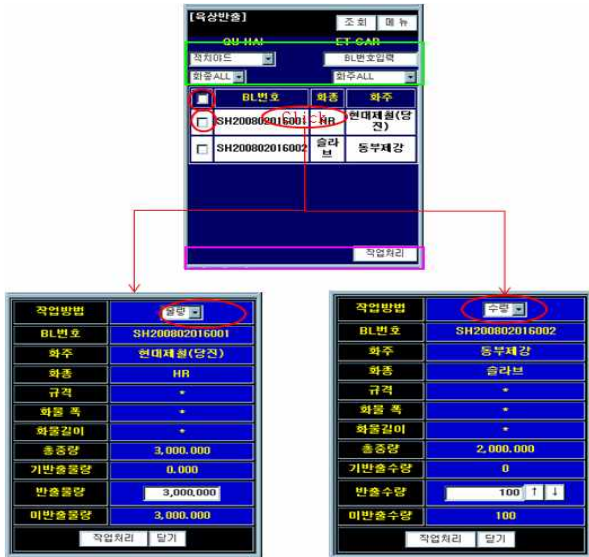 [육상반출]
조회 메뉴
QU-HAI ET-CAR
적치야드 BL번호입력
화종ALL 화주ALL
BL번호 화종 화주
SH200802016001 HR 현대제철(당진)
Click
SH200802016002 슬라브 동부제강
작업처리
작업방법 중량
BL번호 SH200802016001
화주 현대제철(당진)
화종 HR
규격 *
화물 폭 *
화물길이 *
총중량 3,000.000
기반출물량 0.000
반출물량 3,000,000
미반출물량 3,000.000
작업처리 닫기
작업방법 수량
BL번호 SH200802016002
화주 동부제강
화종 슬라브
규격 *
화물 폭 *
화물길이 *
총중량 2,000.000
기반출수량 0
반출수량 100 ↑ ↓
미반출수량 100
작업처리 닫기